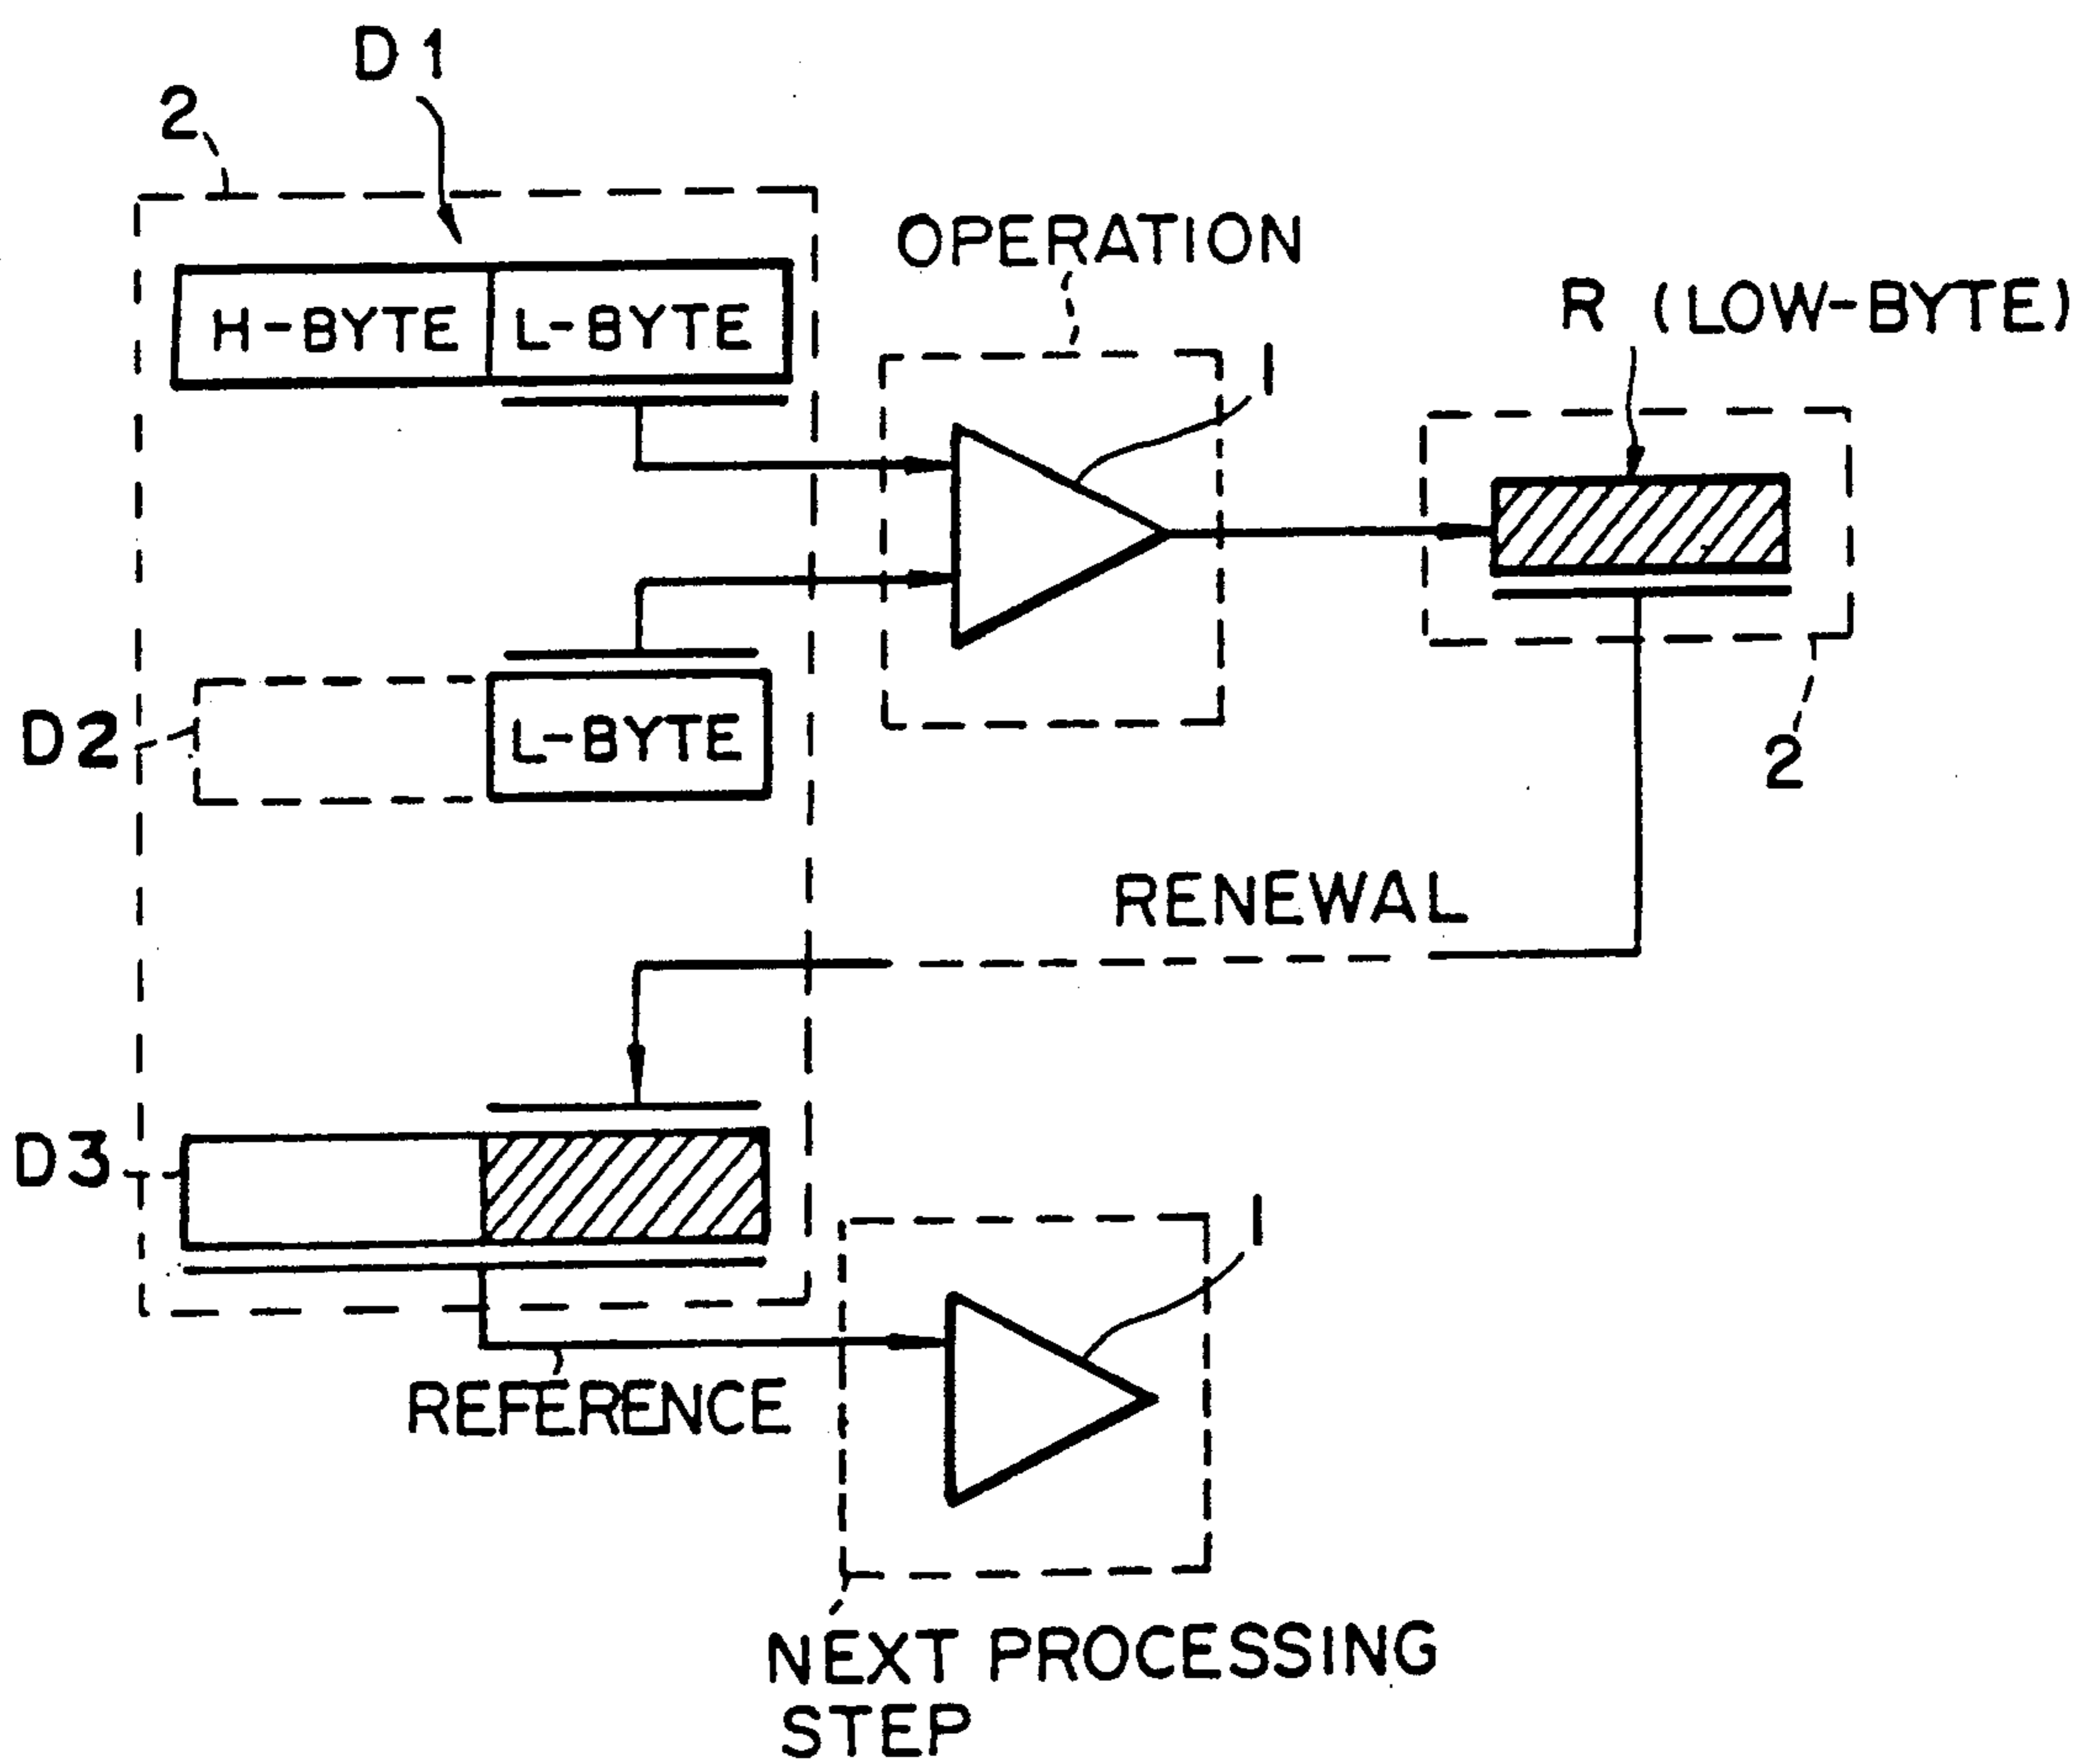 D1
2
OPERATION
R (LOW-BYTE)
H-BYTE
L-BYTE
1
D2
L-BYTE
2
RENEWAL
D3
1
REFERENCE
NEXT PROCESSING
STEP